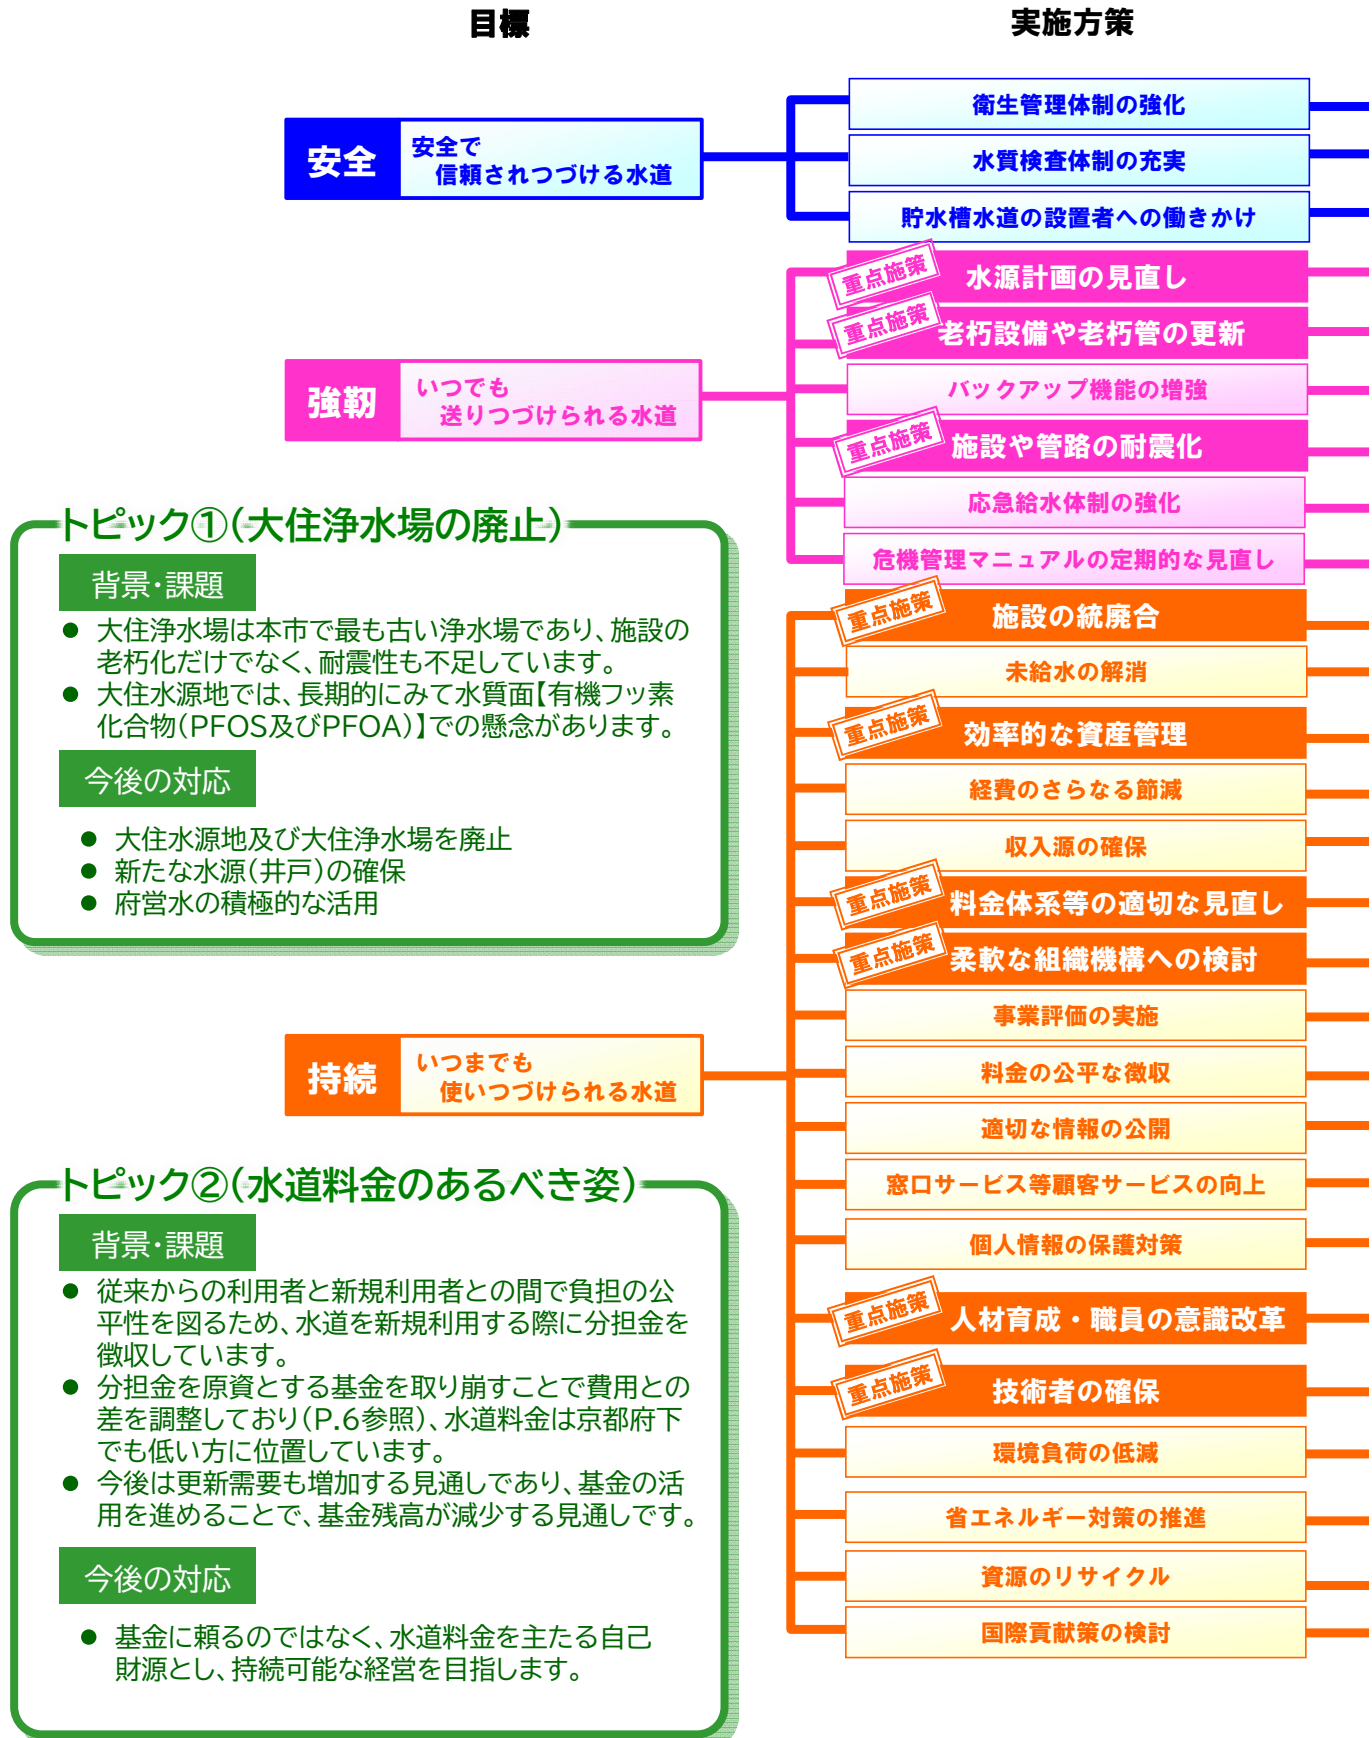 目標
実施方策
安全
安全で
信頼されつづける水道
衛生管理体制の強化
水質検査体制の充実
貯水槽水道の設置者への働きかけ
強靭
いつでも
送りつづけられる水道
重点施策
水源計画の見直し
重点施策
老朽設備や老朽管の更新
バックアップ機能の増強
重点施策
施設や管路の耐震化
応急給水体制の強化
危機管理マニュアルの定期的な見直し
トピック①(大住浄水場の廃止)
背景・課題
● 大住浄水場は本市で最も古い浄水場であり、施設の
老朽化だけでなく、耐震性も不足しています。
● 大住水源地では、長期的にみて水質面【有機フッ素
化合物(PFOS及びPFOA)】での懸念があります。
今後の対応
● 大住水源地及び大住浄水場を廃止
● 新たな水源(井戸)の確保
● 府営水の積極的な活用
持続
いつまでも
使いつづけられる水道
重点施策
施設の統廃合
未給水の解消
重点施策
効率的な資産管理
経費のさらなる節減
収入源の確保
重点施策
料金体系等の適切な見直し
重点施策
柔軟な組織機構への検討
事業評価の実施
料金の公平な徴収
適切な情報の公開
窓口サービス等顧客サービスの向上
個人情報の保護対策
重点施策
人材育成・職員の意識改革
重点施策
技術者の確保
環境負荷の低減
省エネルギー対策の推進
資源のリサイクル
国際貢献策の検討
トピック②(水道料金のあるべき姿)
背景・課題
● 従来からの利用者と新規利用者との間で負担の公
平性を図るため、水道を新規利用する際に分担金を
徴収しています。
● 分担金を原資とする基金を取り崩すことで費用との
差を調整しており(P.6参照)、水道料金は京都府下
でも低い方に位置しています。
● 今後は更新需要も増加する見通しであり、基金の活
用を進めることで、基金残高が減少する見通しです。
今後の対応
● 基金に頼るのではなく、水道料金を主たる自己
財源とし、持続可能な経営を目指します。